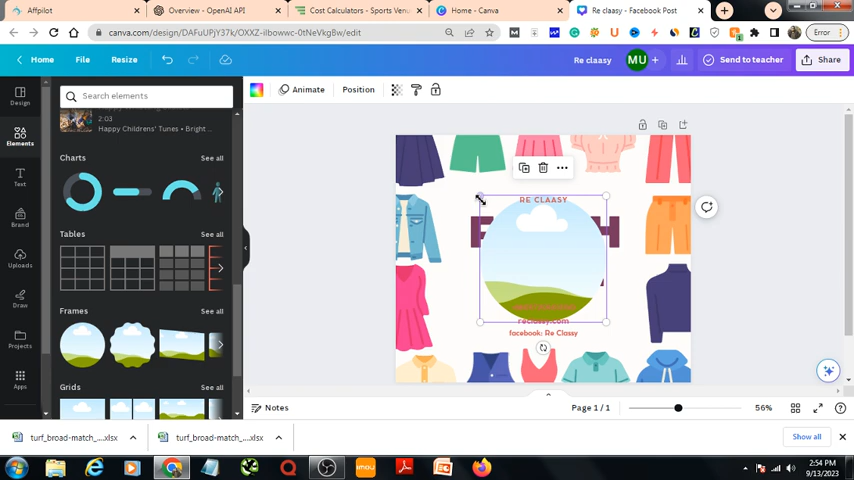 Affpilot
Overview - OpenAI API
Cost Calculators - Sports Venu
Home - Canva
Re claasy - Facebook Post
canva.com/design/DAFuUPjY37k/OXXZ-ilbowwc-0tNeVkgBw/edit
Error
Home
File
Resize
Re claasy
MU
Send to teacher
Share
Design
Elements
Text
Brand
Uploads
Draw
Projects
Apps
Search elements
2:03
Happy Childrens' Tunes • Bright ...
Charts
See all
Tables
See all
Frames
See all
Grids
See all
Animate
Position
RE CLAASY
reclassy.com
facebook: Re Classy
Notes
Page 1 / 1
56%
turf_broad-match_....xlsx
turf_broad-match_....xlsx
Show all
2:54 PM
9/13/2023